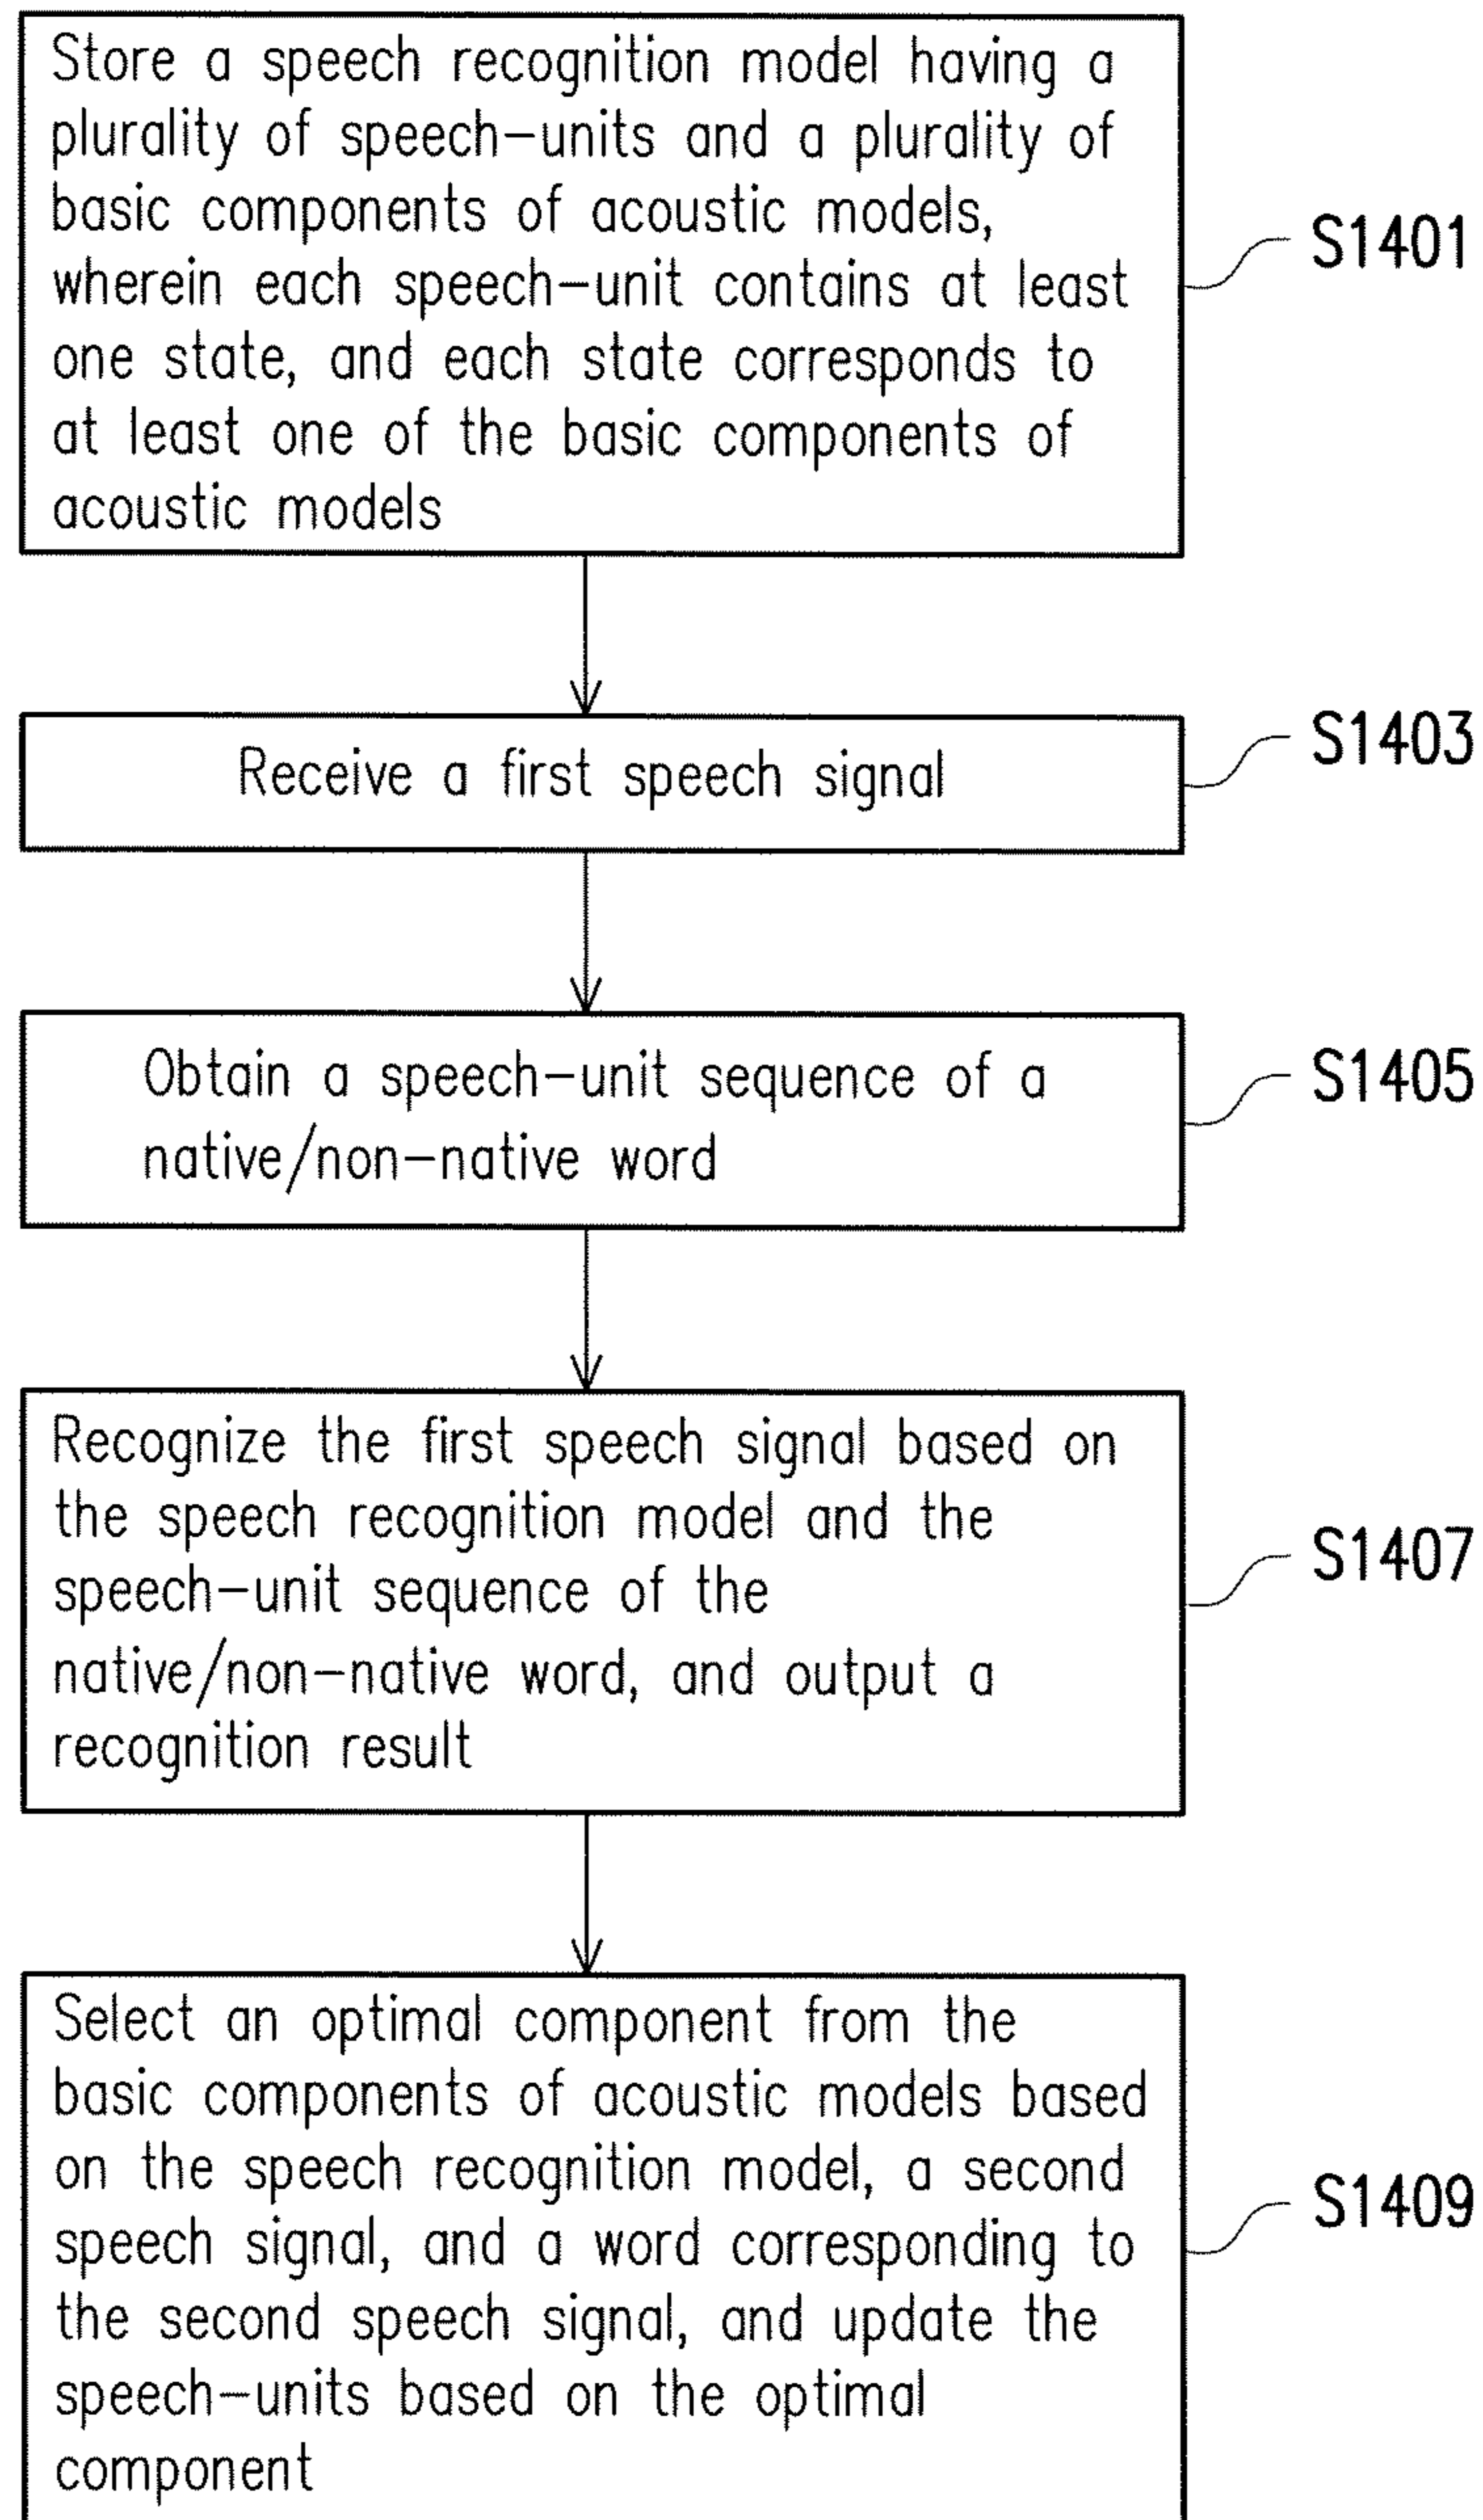 Store a speech recognition model having a
plurality of speech-units and a plurality of
basic components of acoustic models,
wherein each speech-unit contains at least
one state, and each state corresponds to
at least one of the basic components of
acoustic models
S1401
Receive a first speech signal
S1403
Obtain a speech-unit sequence of a
native/non-native word
S1405
Recognize the first speech signal based on
the speech recognition model and the
speech-unit sequence of the
native/non-native word, and output a
recognition result
S1407
Select an optimal component from the
basic components of acoustic models based
on the speech recognition model, a second
speech signal, and a word corresponding to
the second speech signal, and update the
speech-units based on the optimal
component
S1409